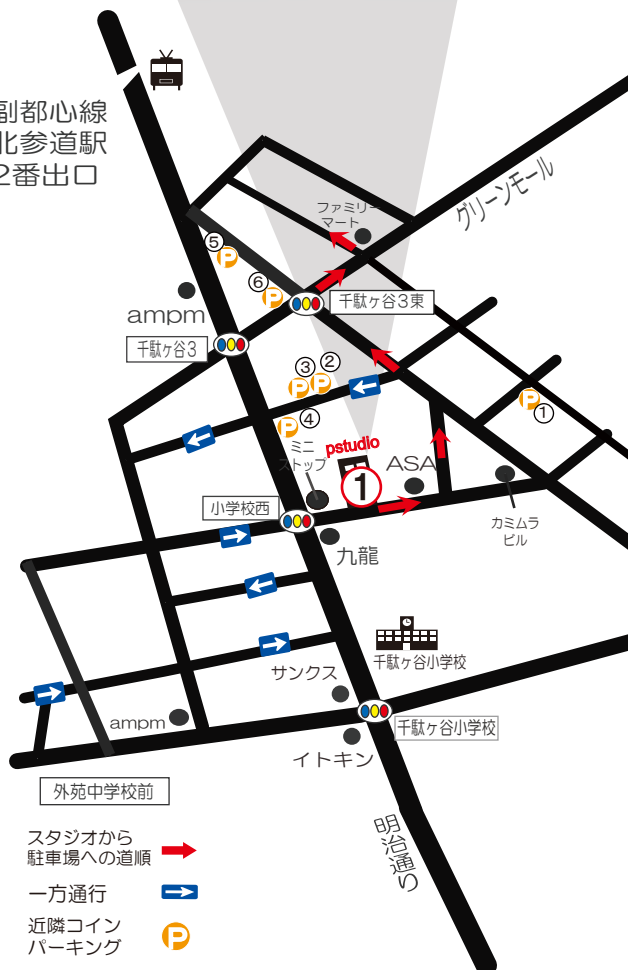 副都心線
北参道駅
2番出口
グリーンモール
ファミリー
マート
⑤
P
⑥
P
千駄ヶ谷3東
ampm
千駄ヶ谷3
③
②
P
P
①
P
④
P
ミニ
ストップ
pstudio
1
ASA
小学校西
カミムラ
ビル
九龍
千駄ヶ谷小学校
サンクス
ampm
千駄ヶ谷小学校
イトキン
外苑中学校前
明治通り
スタジオから
駐車場への道順
一方通行
近隣コイン
パーキング
P